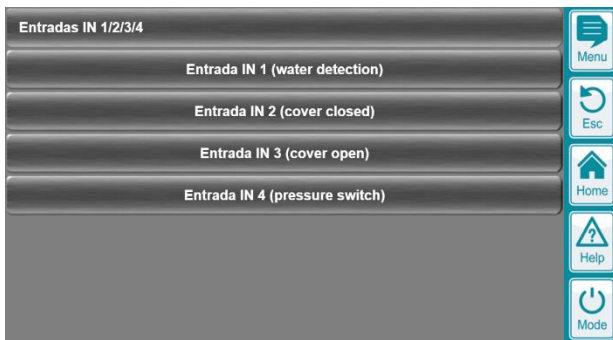 Entradas IN 1/2/3/4
Entrada IN 1 (water detection)
Entrada IN 2 (cover closed)
Entrada IN 3 (cover open)
Entrada IN 4 (pressure switch)
Menu
Esc
Home
?
Help
Mode